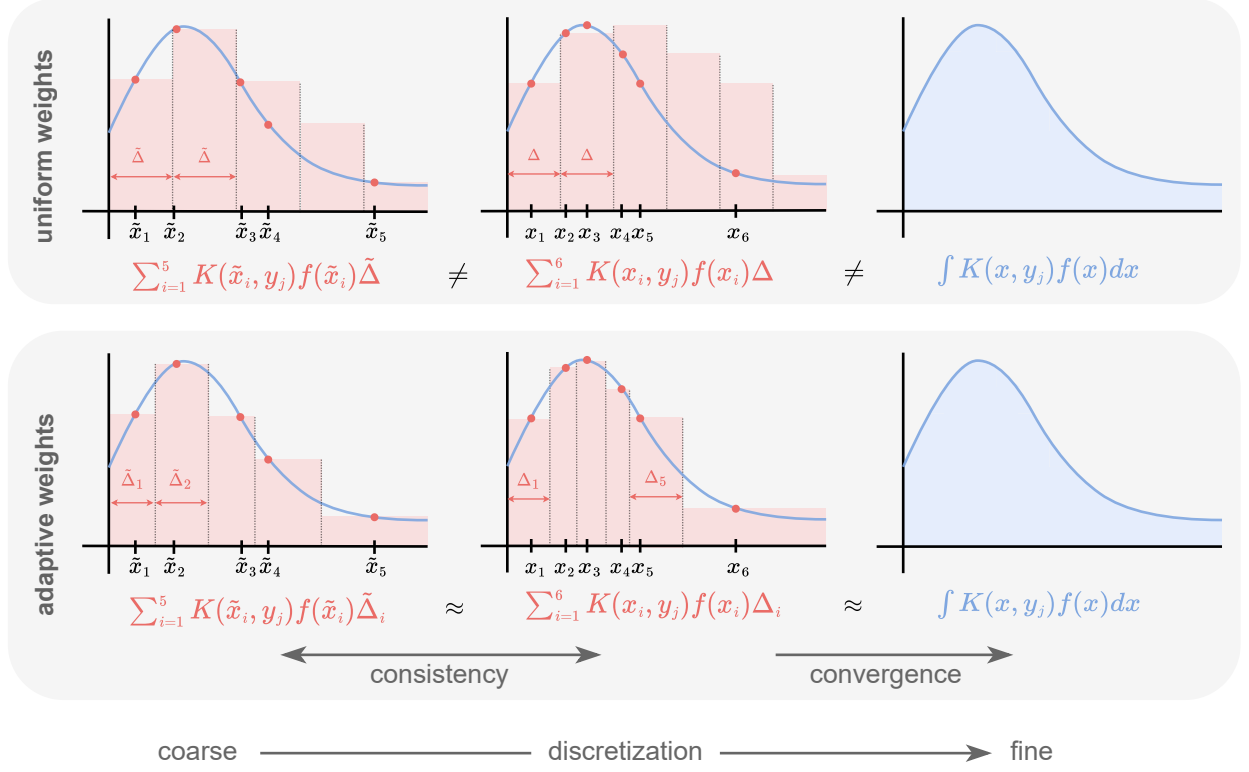 uniform weights
Δ̃ Δ̃
x̃₁ x̃₂ x̃₃ x̃₄ x̃₅
∑⁵ᵢ₌₁ K(x̃ᵢ, yⱼ)f(x̃ᵢ)Δ̃
≠
Δ Δ
x₁ x₂ x₃ x₄ x₅ x₆
∑⁶ᵢ₌₁ K(xᵢ, yⱼ)f(xᵢ)Δ
≠
∫ K(x, yⱼ)f(x)dx
adaptive weights
Δ̃₁ Δ̃₂
x̃₁ x̃₂ x̃₃ x̃₄ x̃₅
∑⁵ᵢ₌₁ K(x̃ᵢ, yⱼ)f(x̃ᵢ)Δ̃ᵢ
≈
Δ₁ Δ₅
x₁ x₂ x₃ x₄ x₅ x₆
∑⁶ᵢ₌₁ K(xᵢ, yⱼ)f(xᵢ)Δᵢ
≈
∫ K(x, yⱼ)f(x)dx
consistency
convergence
coarse discretization fine